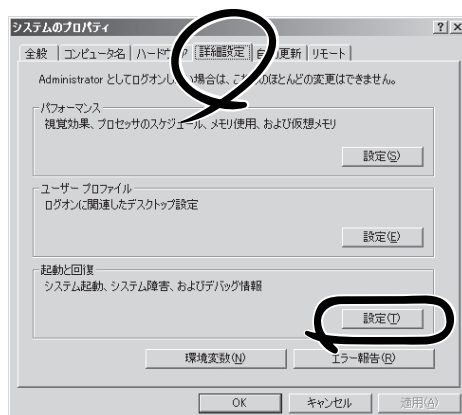 システムのプロパティ
全般 コンピュータ名 詳細設定 リモート
Administrator としてログオンし 場合は、 ほとんどの変更はできません。
パフォーマンス
視覚効果、プロセッサのスケジュール、メモリ使用、および仮想メモリ
設定(S)
ユーザー プロファイル
ログオンに関連したデスクトップ設定
設定(E)
起動と回復
システム起動、システム障害、およびデバッグ情報
設定(T)
環境変数(N) エラー報告(R)
OK キャンセル 適用(A)